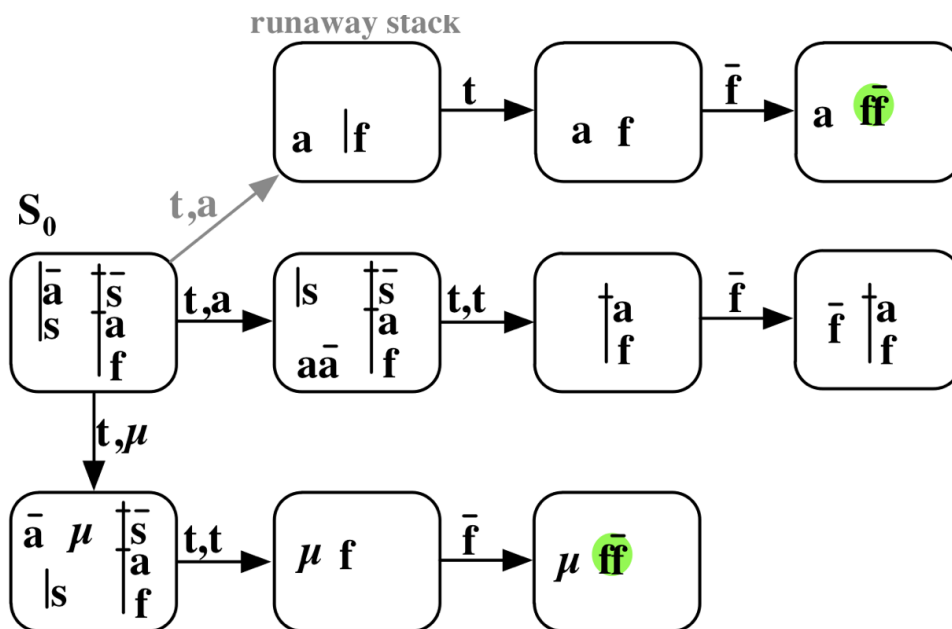 runaway stack
t
f̄
a |f
a f
a ff̄
t,a
S₀
ā s̄
s a
f
t,a
s s̄
a
aā f
t,t
a
f
f̄
f̄ a
f
t,μ
ā μ s̄
a
s f
t,t
μ f
f̄
μ ff̄